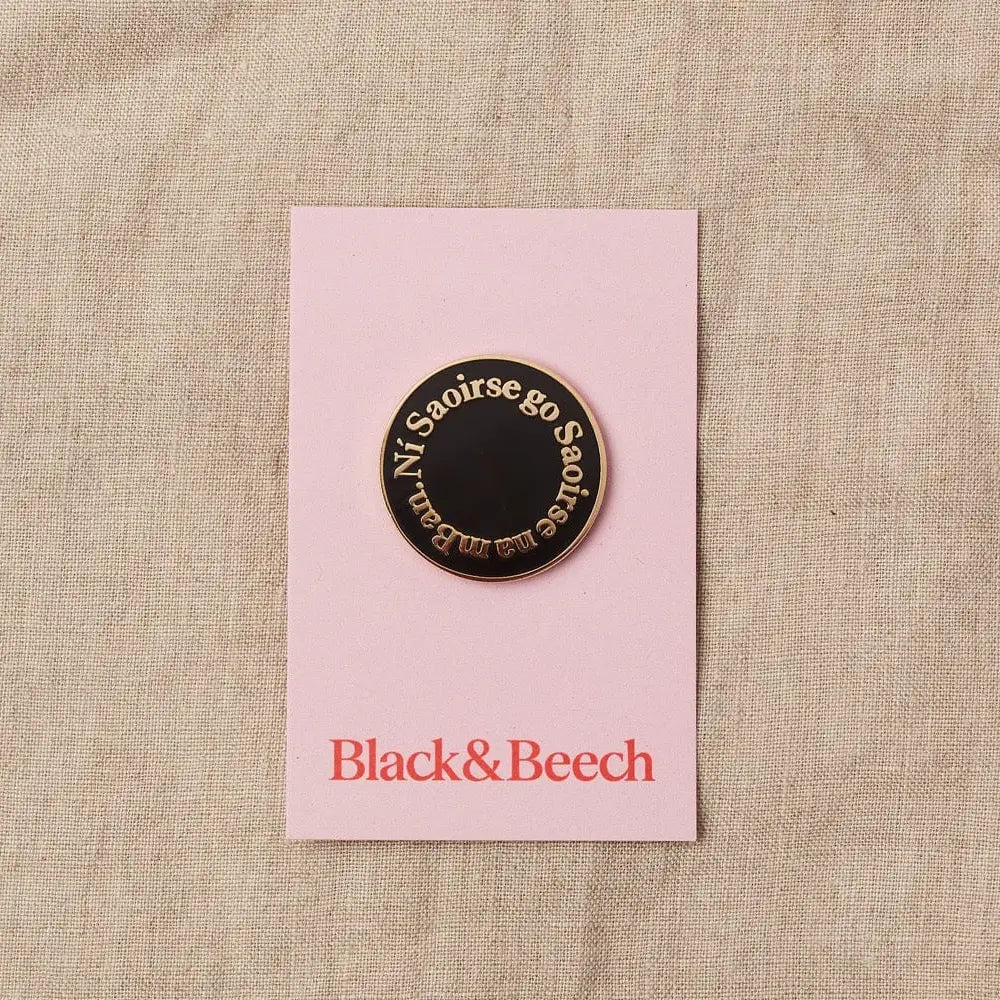 Ní Saoirse go Saoirse na mBan.
Black&Beech